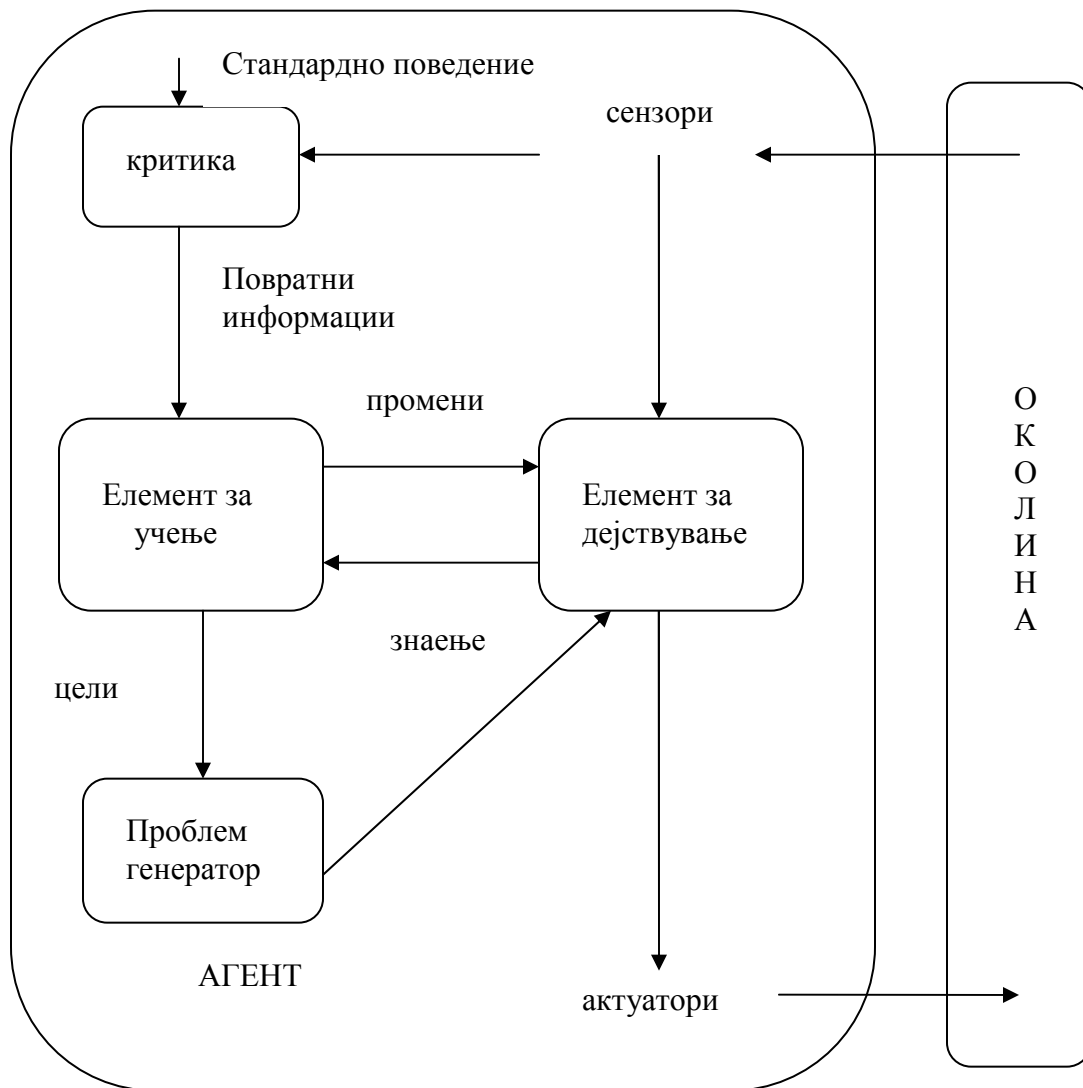 Стандардно поведение
сензори
критика
Повратни
информации
промени
Елемент за
учење
Елемент за
дејствување
О
К
О
Л
И
Н
А
знаење
цели
Проблем
генератор
АГЕНТ
актуатори